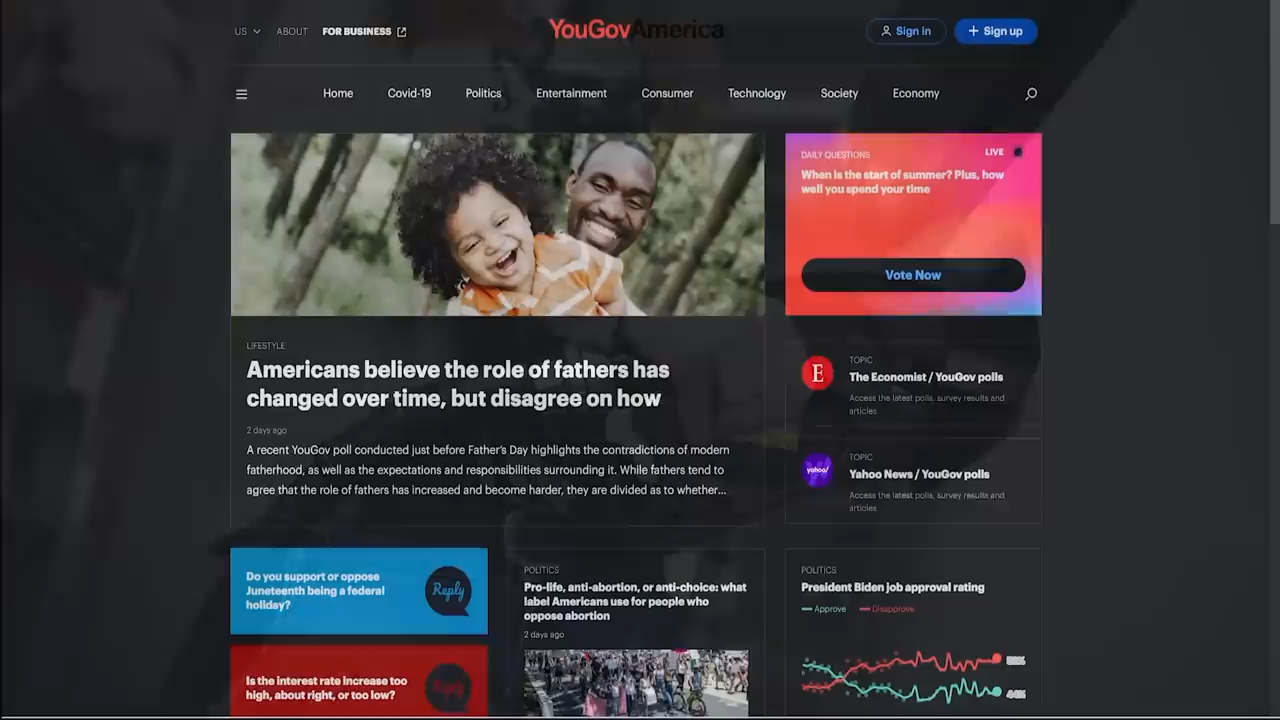 US
ABOUT
FOR BUSINESS
YouGovAmerica
Sign in
Sign up
Home
Covid-19
Politics
Entertainment
Consumer
Technology
Society
Economy
DAILY QUESTIONS
LIVE
When is the start of summer? Plus, how
well you spend your time
Vote Now
LIFESTYLE
Americans believe the role of fathers has
changed over time, but disagree on how
2 days ago
A recent YouGov poll conducted just before Father's Day highlights the contradictions of modern
fatherhood, as well as the expectations and responsibilities surrounding it. While fathers tend to
agree that the role of fathers has increased and become harder, they are divided as to whether...
E
TOPIC
The Economist / YouGov polls
Access the latest polls, survey results and
articles
yahoo!
TOPIC
Yahoo News / YouGov polls
Access the latest polls, survey results and
articles
Do you support or oppose
Juneteenth being a federal
holiday?
Reply
Is the interest rate increase too
high, about right, or too low?
Reply
POLITICS
Pro-life, anti-abortion, or anti-choice: what
label Americans use for people who
oppose abortion
2 days ago
POLITICS
President Biden job approval rating
Approve
Disapprove